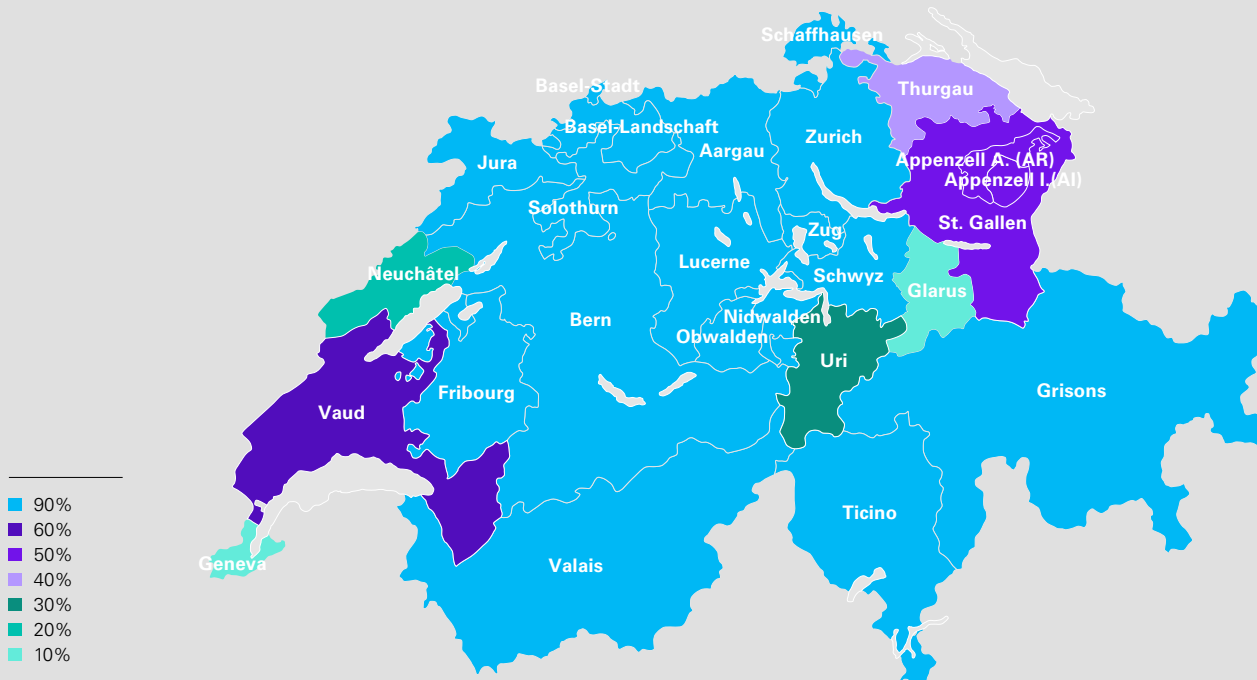 Schaffhausen
Basel-Stadt
Thurgau
Basel-Landschaft
Zurich
Aargau
Jura
Appenzell A. (AR)
Appenzell I.(AI)
Solothurn
St. Gallen
Zug
Lucerne
Neuchâtel
Schwyz
Glarus
Nidwalden
Bern
Obwalden
Uri
Grisons
Fribourg
Vaud
Ticino
Geneva
Valais
90%
60%
50%
40%
30%
20%
10%